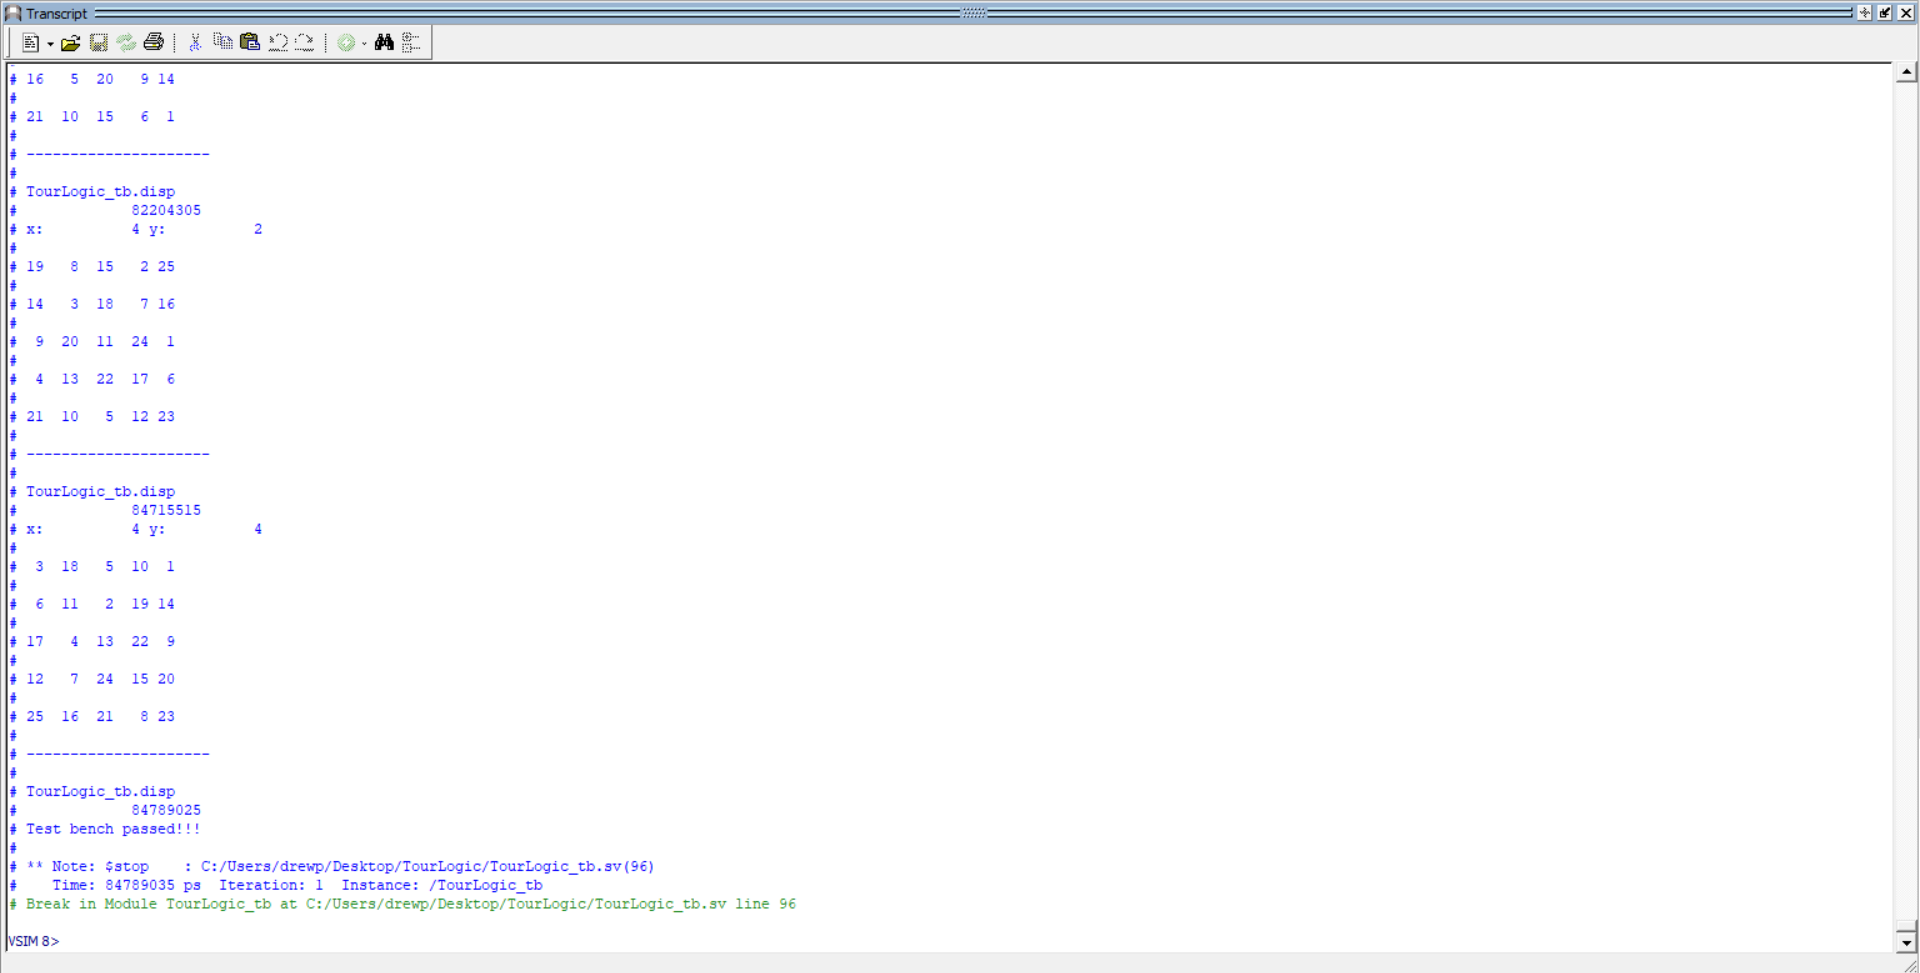 Transcript
# 16   5  20   9 14
#
# 21  10  15   6  1
#
# ---------------------
#
# TourLogic_tb.disp
#             82204305
# x:          4 y:          2
#
# 19   8  15   2 25
#
# 14   3  18   7 16
#
#  9  20  11  24  1
#
#  4  13  22  17  6
#
# 21  10   5  12 23
#
# ---------------------
#
# TourLogic_tb.disp
#             84715515
# x:          4 y:          4
#
#  3  18   5  10  1
#
#  6  11   2  19 14
#
# 17   4  13  22  9
#
# 12   7  24  15 20
#
# 25  16  21   8 23
#
# ---------------------
#
# TourLogic_tb.disp
#             84789025
# Test bench passed!!!
#
# ** Note: $stop    : C:/Users/drewp/Desktop/TourLogic/TourLogic_tb.sv(96)
#    Time: 84789035 ps  Iteration: 1  Instance: /TourLogic_tb
# Break in Module TourLogic_tb at C:/Users/drewp/Desktop/TourLogic/TourLogic_tb.sv line 96
VSIM 8>